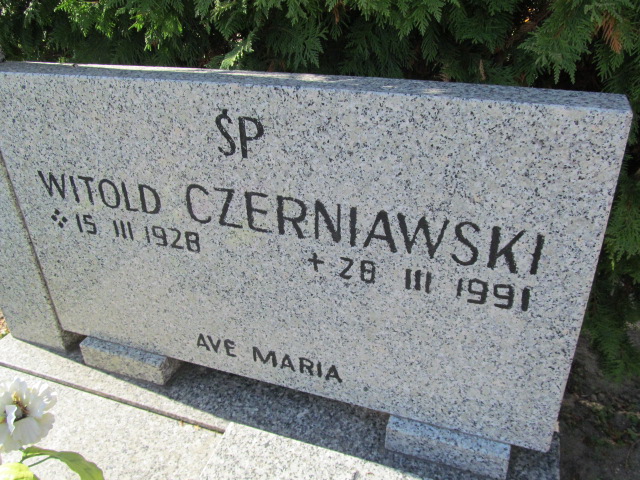 ŚP
WITOLD CZERNIAWSKI
15 III 1928
+ 28 III 1991
AVE MARIA